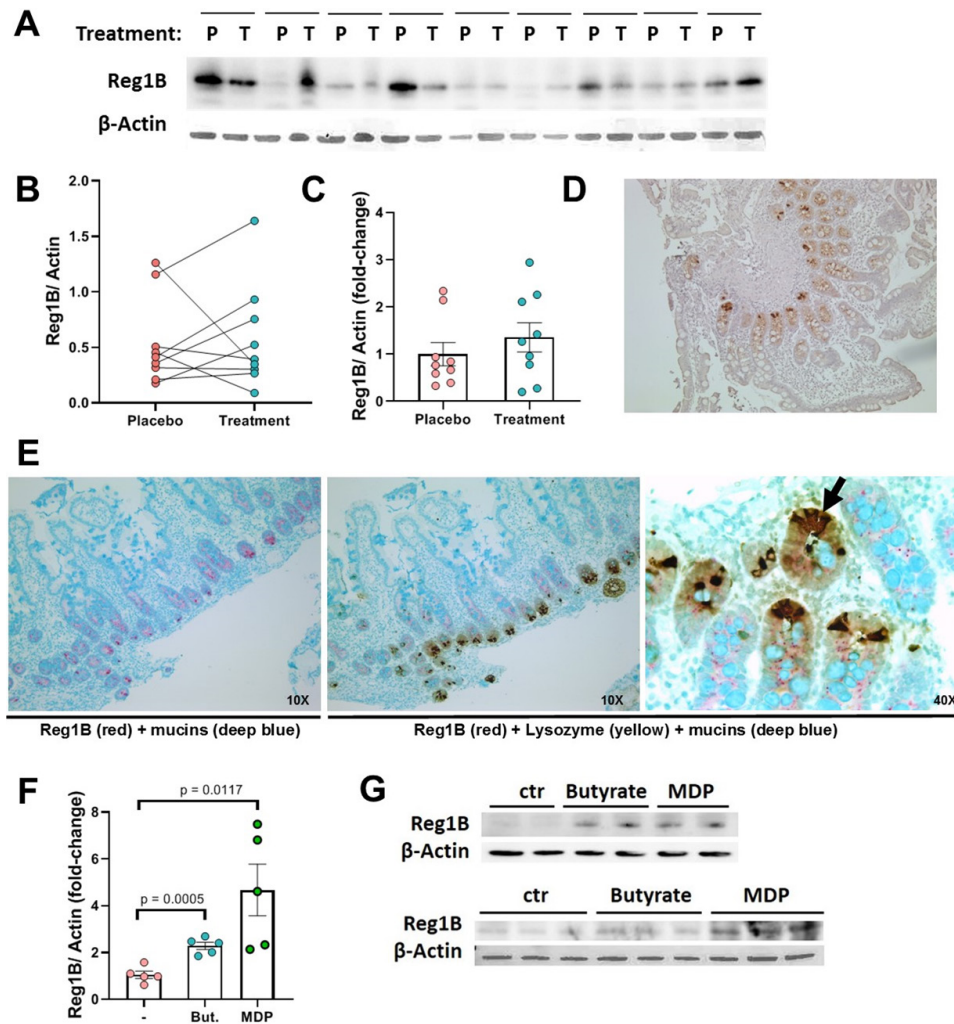 A
Treatment: P T P T P T P T P T P T P T P T P T
Reg1B
β-Actin
B
Reg1B/ Actin
2.0
1.5
1.0
0.5
0.0
Placebo Treatment
C
Reg1B/ Actin (fold-change)
4
3
2
1
0
Placebo Treatment
D
E
10X
10X
40X
Reg1B (red) + mucins (deep blue)
Reg1B (red) + Lysozyme (yellow) + mucins (deep blue)
F
Reg1B/ Actin (fold-change)
8
6
4
2
0
p = 0.0117
p = 0.0005
- But. MDP
G
ctr Butyrate MDP
Reg1B
β-Actin
ctr Butyrate MDP
Reg1B
β-Actin